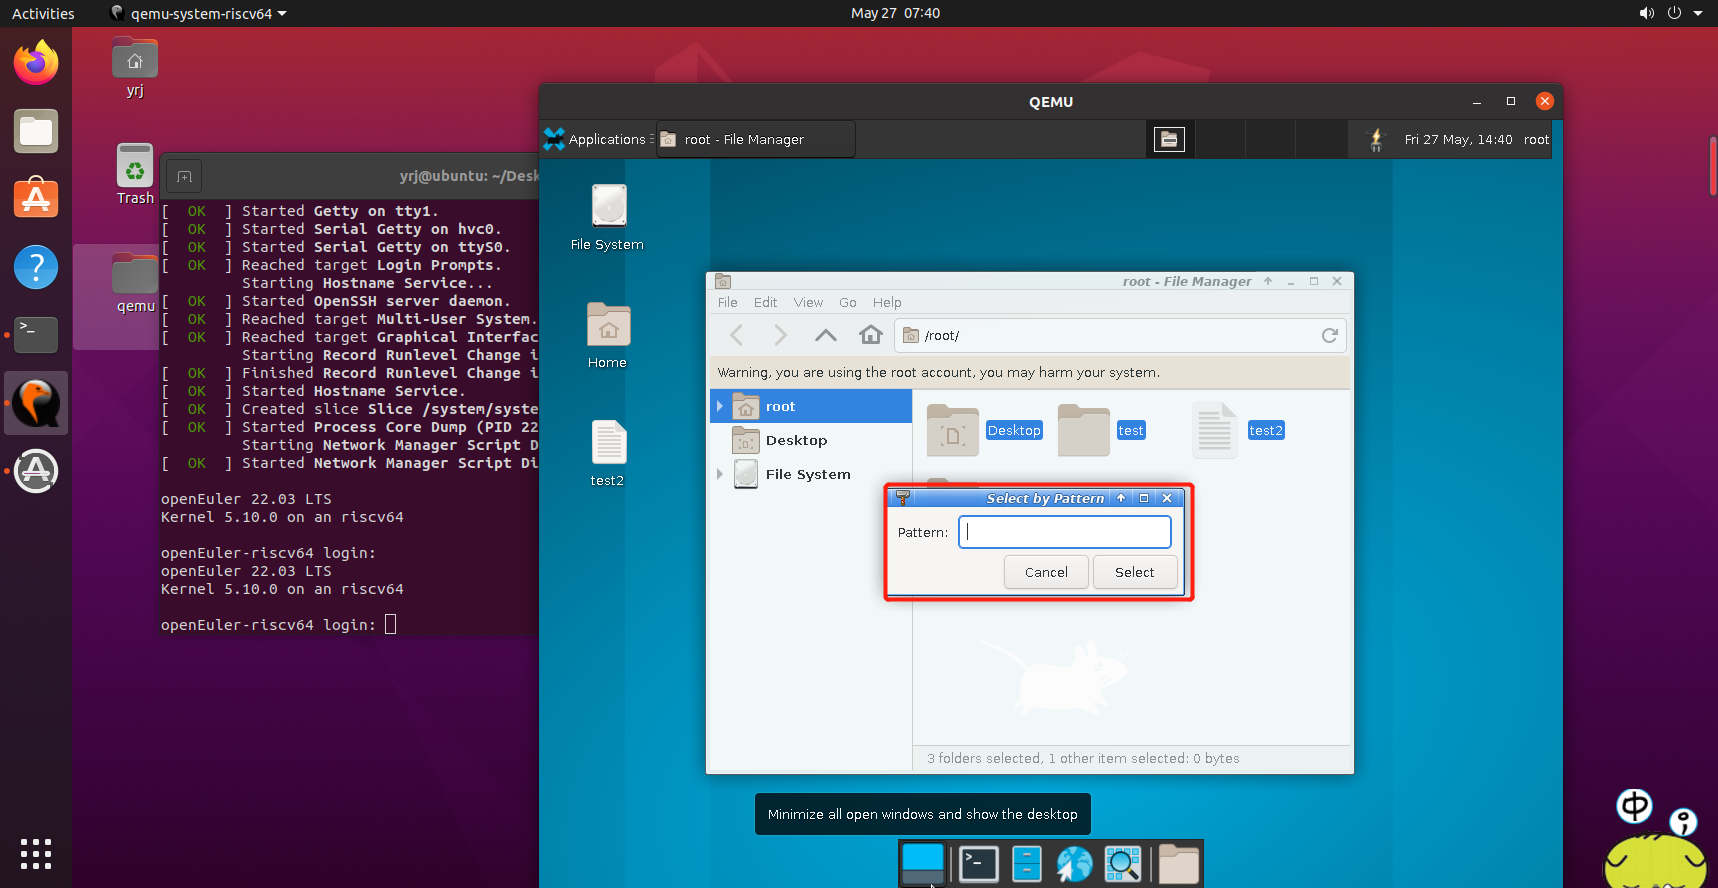 Activities
qemu-system-riscv64
May 27 07:40
yrj
Trash
qemu
yrj@ubuntu: ~/Desk
[ OK ] Started Getty on tty1.
[ OK ] Started Serial Getty on hvc0.
[ OK ] Started Serial Getty on ttyS0.
[ OK ] Reached target Login Prompts.
Starting Hostname Service...
[ OK ] Started OpenSSH server daemon.
[ OK ] Reached target Multi-User System.
[ OK ] Reached target Graphical Interfac
Starting Record Runlevel Change i
[ OK ] Finished Record Runlevel Change i
[ OK ] Started Hostname Service.
[ OK ] Created slice Slice /system/syste
[ OK ] Started Process Core Dump (PID 22
Starting Network Manager Script D
[ OK ] Started Network Manager Script Di
openEuler 22.03 LTS
Kernel 5.10.0 on an riscv64
openEuler-riscv64 login:
openEuler 22.03 LTS
Kernel 5.10.0 on an riscv64
openEuler-riscv64 login:
QEMU
Applications
root - File Manager
Fri 27 May, 14:40
root
File System
Home
test2
root - File Manager
File Edit View Go Help
/root/
Warning, you are using the root account, you may harm your system.
root
Desktop
File System
Desktop
test
test2
Select by Pattern
Pattern:
Cancel
Select
3 folders selected, 1 other item selected: 0 bytes
Minimize all open windows and show the desktop
中